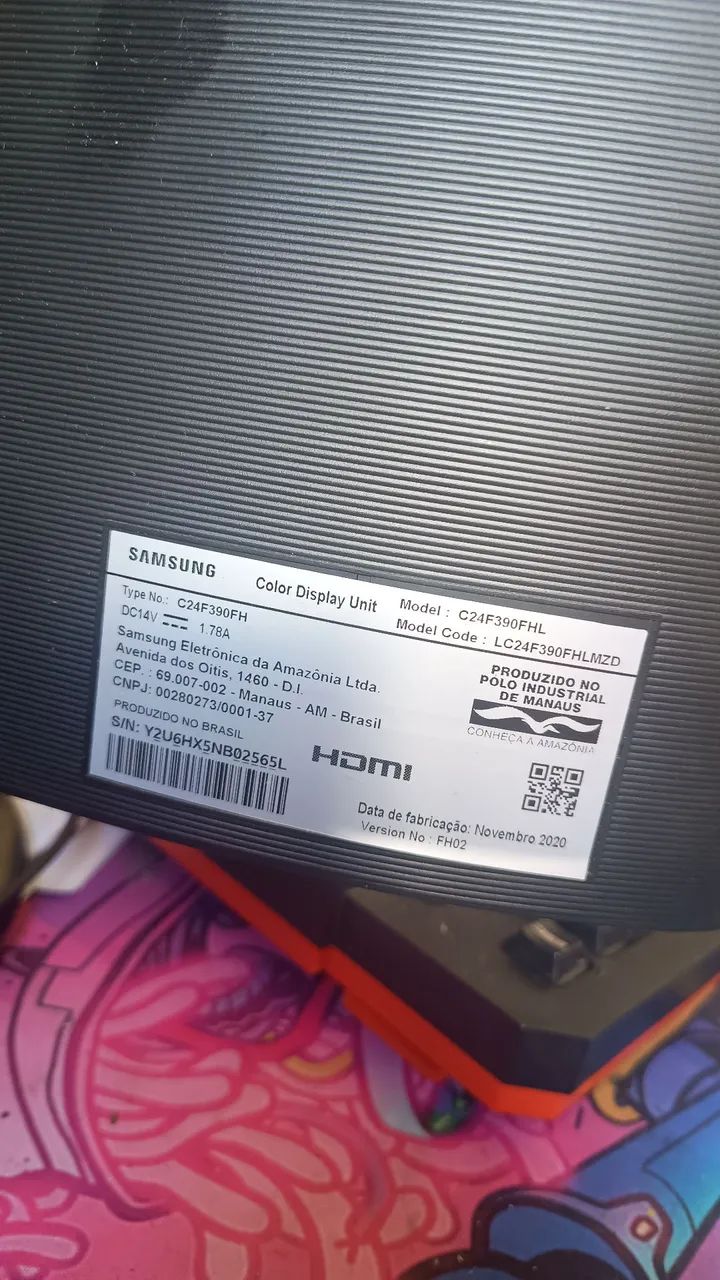 SAMSUNG
Color Display Unit
Model : C24F390FHL
Model Code : LC24F390FHLMZD
Type No.: C24F390FH
DC14V 1.78A
Samsung Eletrônica da Amazônia Ltda.
Avenida dos Oitis, 1460 - D.I.
CEP. : 69.007-002 - Manaus - AM - Brasil
CNPJ: 00280273/0001-37
PRODUZIDO NO BRASIL
S/N: Y2U6HX5NB02565L
HDMI
PRODUZIDO NO
POLO INDUSTRIAL
DE MANAUS
CONHEÇA A AMAZÔNIA
Data de fabricação: Novembro 2020
Version No : FH02